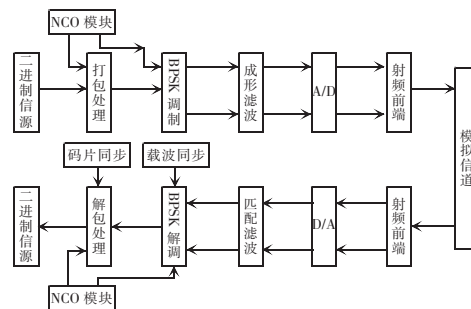 NCO 模块
二进制信源
打包处理
BPSK 调制
成形滤波
A/D
射频前端
模拟信道
码片同步
载波同步
二进制信源
解包处理
BPSK 解调
匹配滤波
D/A
射频前端
NCO 模块